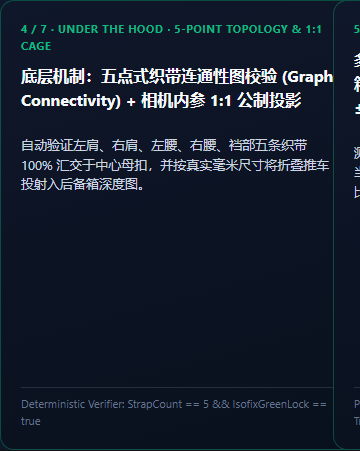 4 / 7 · UNDER THE HOOD · 5-POINT TOPOLOGY & 1:1
CAGE
底层机制：五点式织带连通性图校验 (Graph
Connectivity) + 相机内参 1:1 公制投影
自动验证左肩、右肩、左腰、右腰、裆部五条织带
100% 汇交于中心母扣，并按真实毫米尺寸将折叠推车
投射入后备箱深度图。
Deterministic Verifier: StrapCount == 5 && IsofixGreenLock ==
true